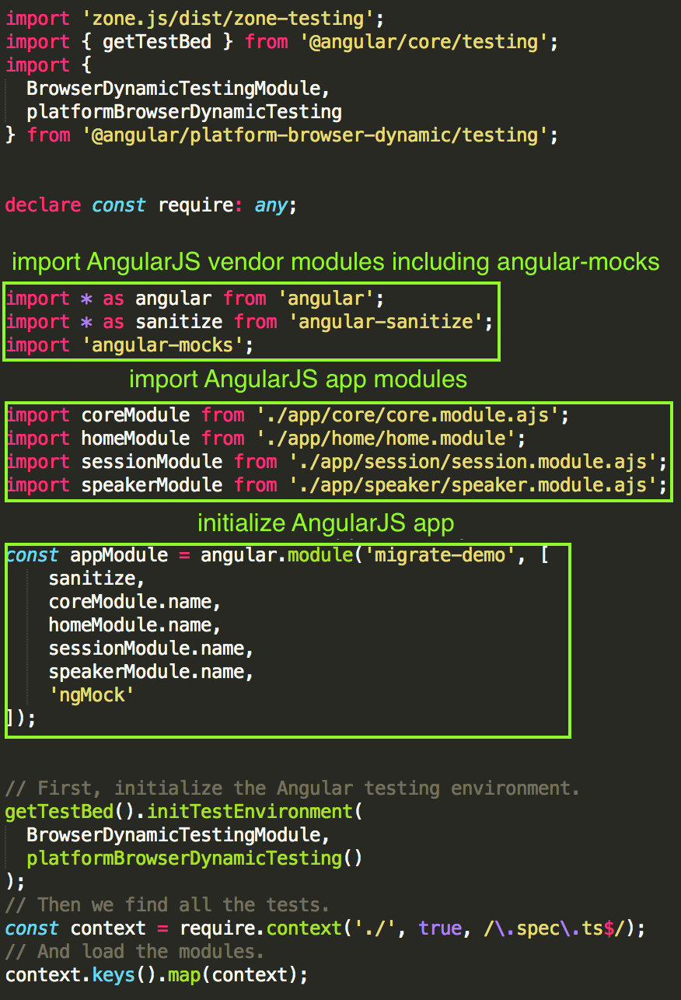 import 'zone.js/dist/zone-testing';
import { getTestBed } from '@angular/core/testing';
import {
  BrowserDynamicTestingModule,
  platformBrowserDynamicTesting
} from '@angular/platform-browser-dynamic/testing';
declare const require: any;
import AngularJS vendor modules including angular-mocks
import * as angular from 'angular';
import * as sanitize from 'angular-sanitize';
import 'angular-mocks';
import AngularJS app modules
import coreModule from './app/core/core.module.ajs';
import homeModule from './app/home/home.module';
import sessionModule from './app/session/session.module.ajs';
import speakerModule from './app/speaker/speaker.module.ajs';
initialize AngularJS app
const appModule = angular.module('migrate-demo', [
    sanitize,
    coreModule.name,
    homeModule.name,
    sessionModule.name,
    speakerModule.name,
    'ngMock'
]);
// First, initialize the Angular testing environment.
getTestBed().initTestEnvironment(
  BrowserDynamicTestingModule,
  platformBrowserDynamicTesting()
);
// Then we find all the tests.
const context = require.context('./', true, /\.spec\.ts$/);
// And load the modules.
context.keys().map(context);